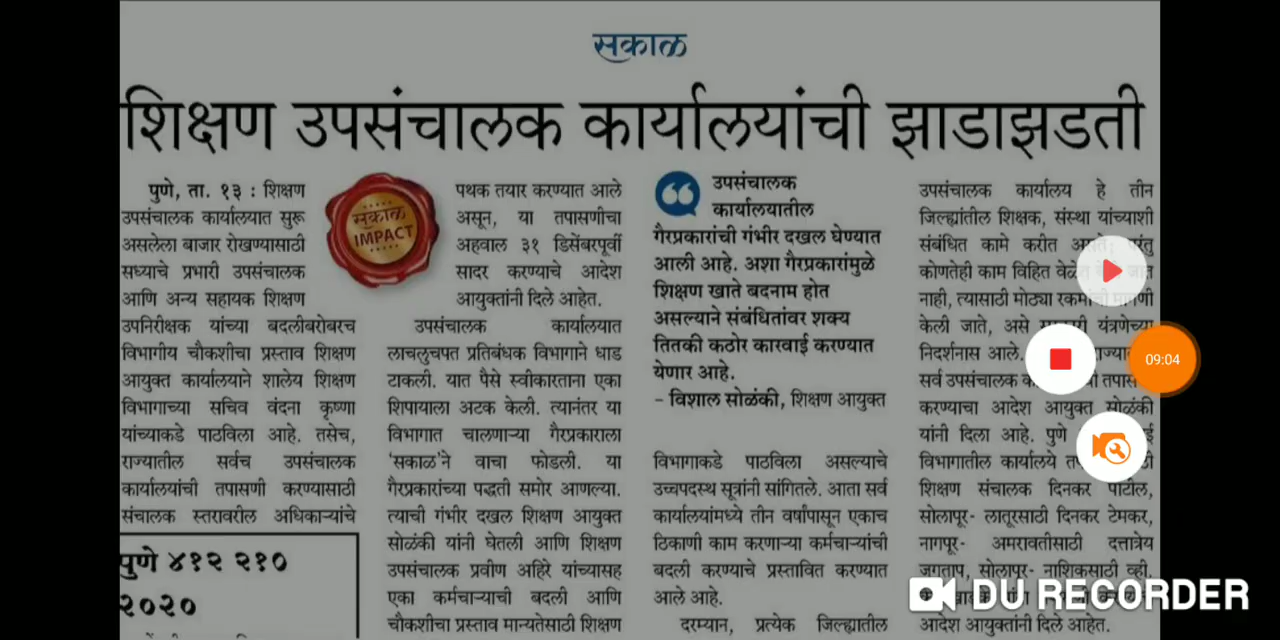 सकाळ
शिक्षण उपसंचालक कार्यालयांची झाडाझडती
पुणे, ता. १३ : शिक्षण
उपसंचालक कार्यालयात सुरू
असलेला बाजार रोखण्यासाठी
सध्याचे प्रभारी उपसंचालक
आणि अन्य सहायक शिक्षण
उपनिरीक्षक यांच्या बदलीबरोबरच
विभागीय चौकशीचा प्रस्ताव शिक्षण
आयुक्त कार्यालयाने शालेय शिक्षण
विभागाच्या सचिव वंदना कृष्णा
यांच्याकडे पाठविला आहे. तसेच,
राज्यातील सर्वच उपसंचालक
कार्यालयांची तपासणी करण्यासाठी
संचालक स्तरावरील अधिकाऱ्यांचे
पुणे ४१२ २१०
२०२०
सकाळ
IMPACT
पथक तयार करण्यात आले
असून, या तपासणीचा
अहवाल ३१ डिसेंबरपूर्वी
सादर करण्याचे आदेश
आयुक्तांनी दिले आहेत.
उपसंचालक कार्यालयात
लाचलुचपत प्रतिबंधक विभागाने धाड
टाकली. यात पैसे स्वीकारताना एका
शिपायाला अटक केली. त्यानंतर या
विभागात चालणाऱ्या गैरप्रकाराला
‘सकाळ’ने वाचा फोडली. या
गैरप्रकारांच्या पद्धती समोर आणल्या.
त्याची गंभीर दखल शिक्षण आयुक्त
सोळंकी यांनी घेतली आणि शिक्षण
उपसंचालक प्रवीण अहिरे यांच्यासह
एका कर्मचाऱ्याची बदली आणि
चौकशीचा प्रस्ताव मान्यतेसाठी शिक्षण
उपसंचालक
कार्यालयातील
गैरप्रकारांची गंभीर दखल घेण्यात
आली आहे. अशा गैरप्रकारांमुळे
शिक्षण खाते बदनाम होत
असल्याने संबंधितांवर शक्य
तितकी कठोर कारवाई करण्यात
येणार आहे.
– विशाल सोळंकी, शिक्षण आयुक्त
विभागाकडे पाठविला असल्याचे
उच्चपदस्थ सूत्रांनी सांगितले. आता सर्व
कार्यालयांमध्ये तीन वर्षांपासून एकाच
ठिकाणी काम करणाऱ्या कर्मचाऱ्यांची
बदली करण्याचे प्रस्तावित करण्यात
आले आहे.
दरम्यान, प्रत्येक जिल्ह्यातील
उपसंचालक कार्यालय हे तीन
जिल्ह्यांतील शिक्षक, संस्था यांच्याशी
संबंधित कामे करीत
कोणतेही काम विहित
नाही, त्यासाठी मोठ्या
केली जाते, असे यंत्रणेच्या
निदर्शनास आले.
सर्व उपसंचालक
करण्याचा आदेश आयुक्त सोळंकी
यांनी दिला आहे. पुणे
विभागातील कार्यालये
शिक्षण संचालक दिनकर पाटील,
सोलापूर- लातूरसाठी दिनकर टेमकर,
नागपूर- अमरावतीसाठी दत्तात्रेय
जगताप, सोलापूर- नाशिकसाठी व्ही.
आदेश आयुक्तांनी दिले आहेत.
09:04
DU RECORDER